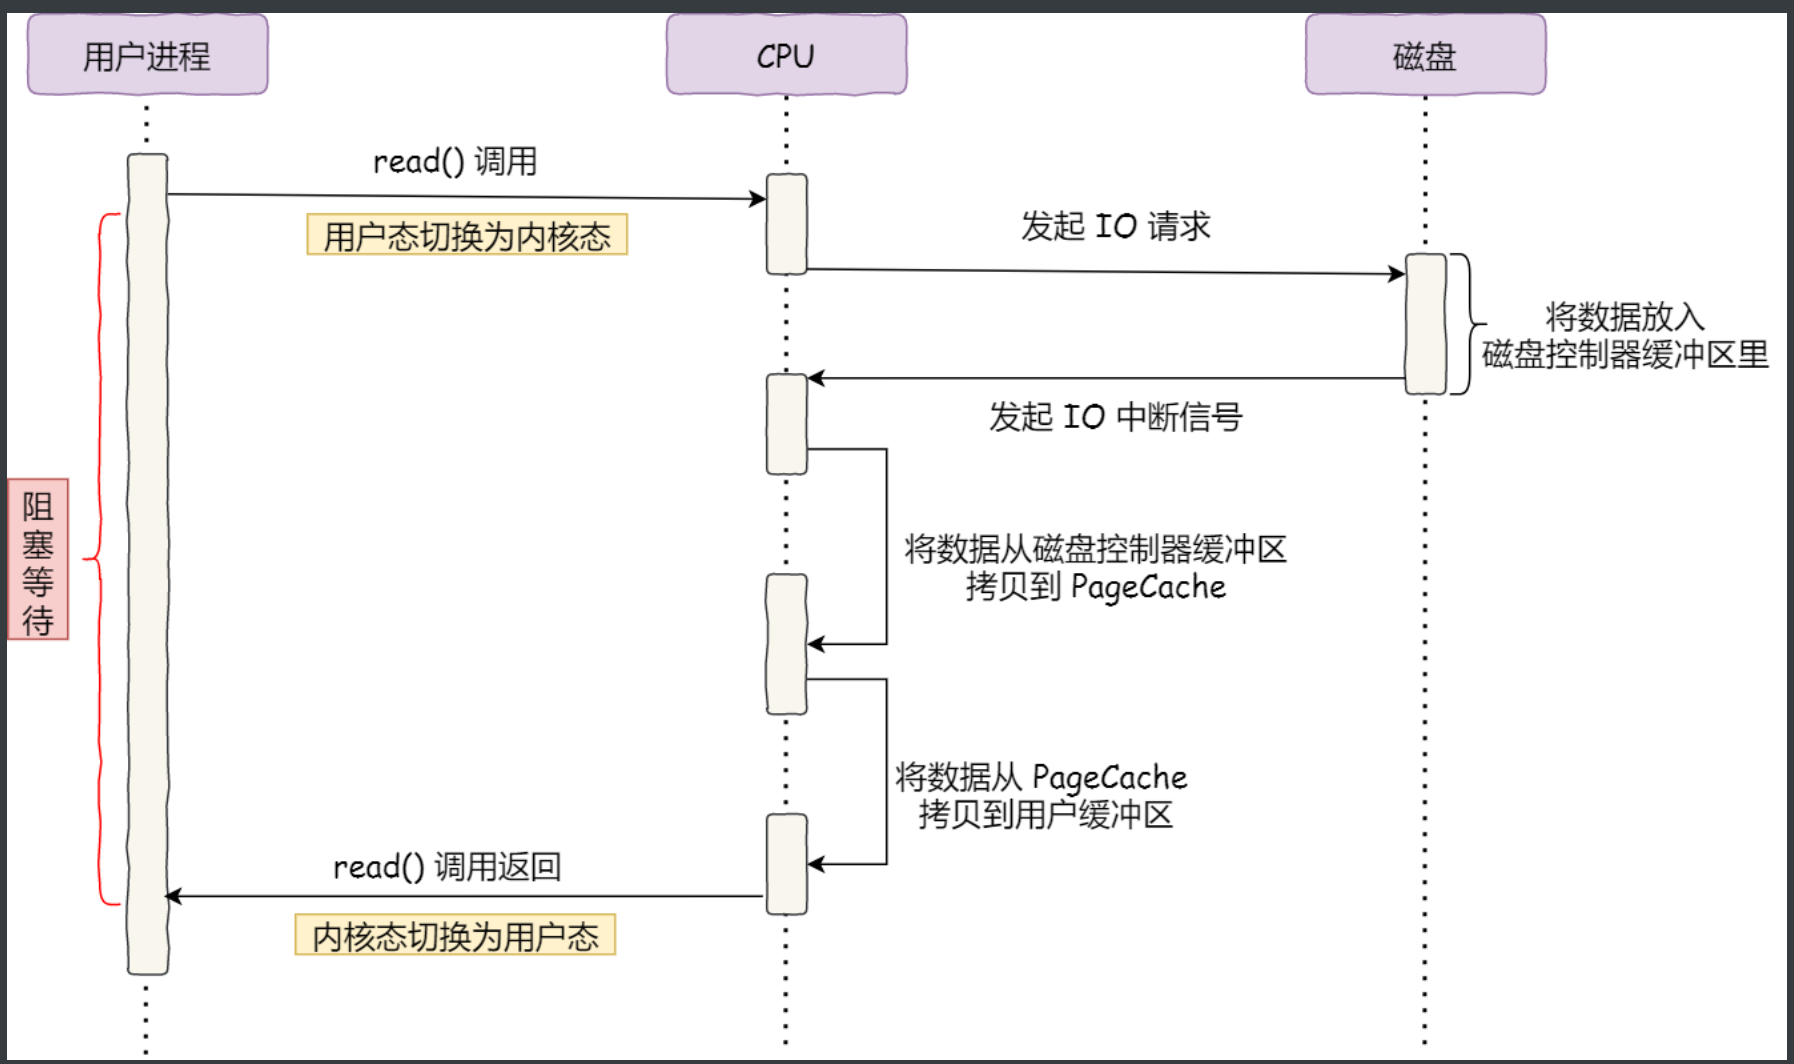 用户进程
CPU
磁盘
read() 调用
用户态切换为内核态
发起 IO 请求
将数据放入
磁盘控制器缓冲区里
发起 IO 中断信号
阻
塞
等
待
将数据从磁盘控制器缓冲区
拷贝到 PageCache
将数据从 PageCache
拷贝到用户缓冲区
read() 调用返回
内核态切换为用户态